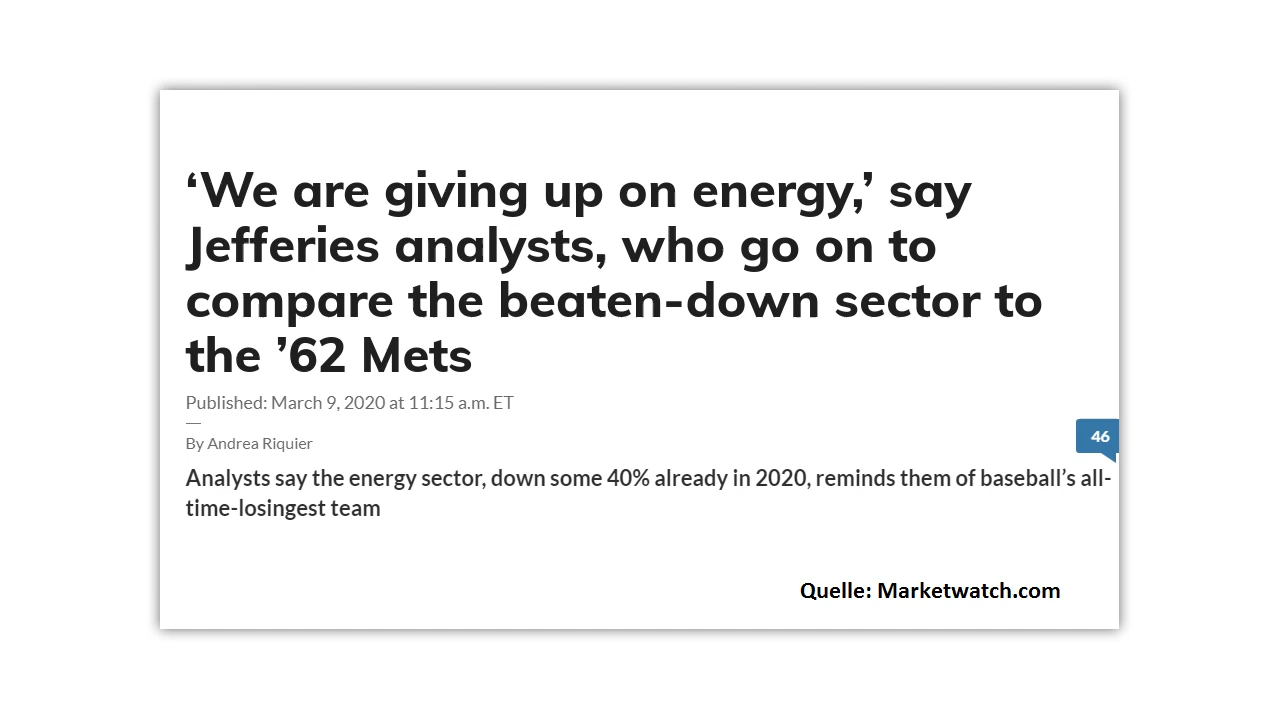 ‘We are giving up on energy,’ say
Jefferies analysts, who go on to
compare the beaten-down sector to
the ’62 Mets
Published: March 9, 2020 at 11:15 a.m. ET
—
By Andrea Riquier
46
Analysts say the energy sector, down some 40% already in 2020, reminds them of baseball’s all-
time-losingest team
Quelle: Marketwatch.com